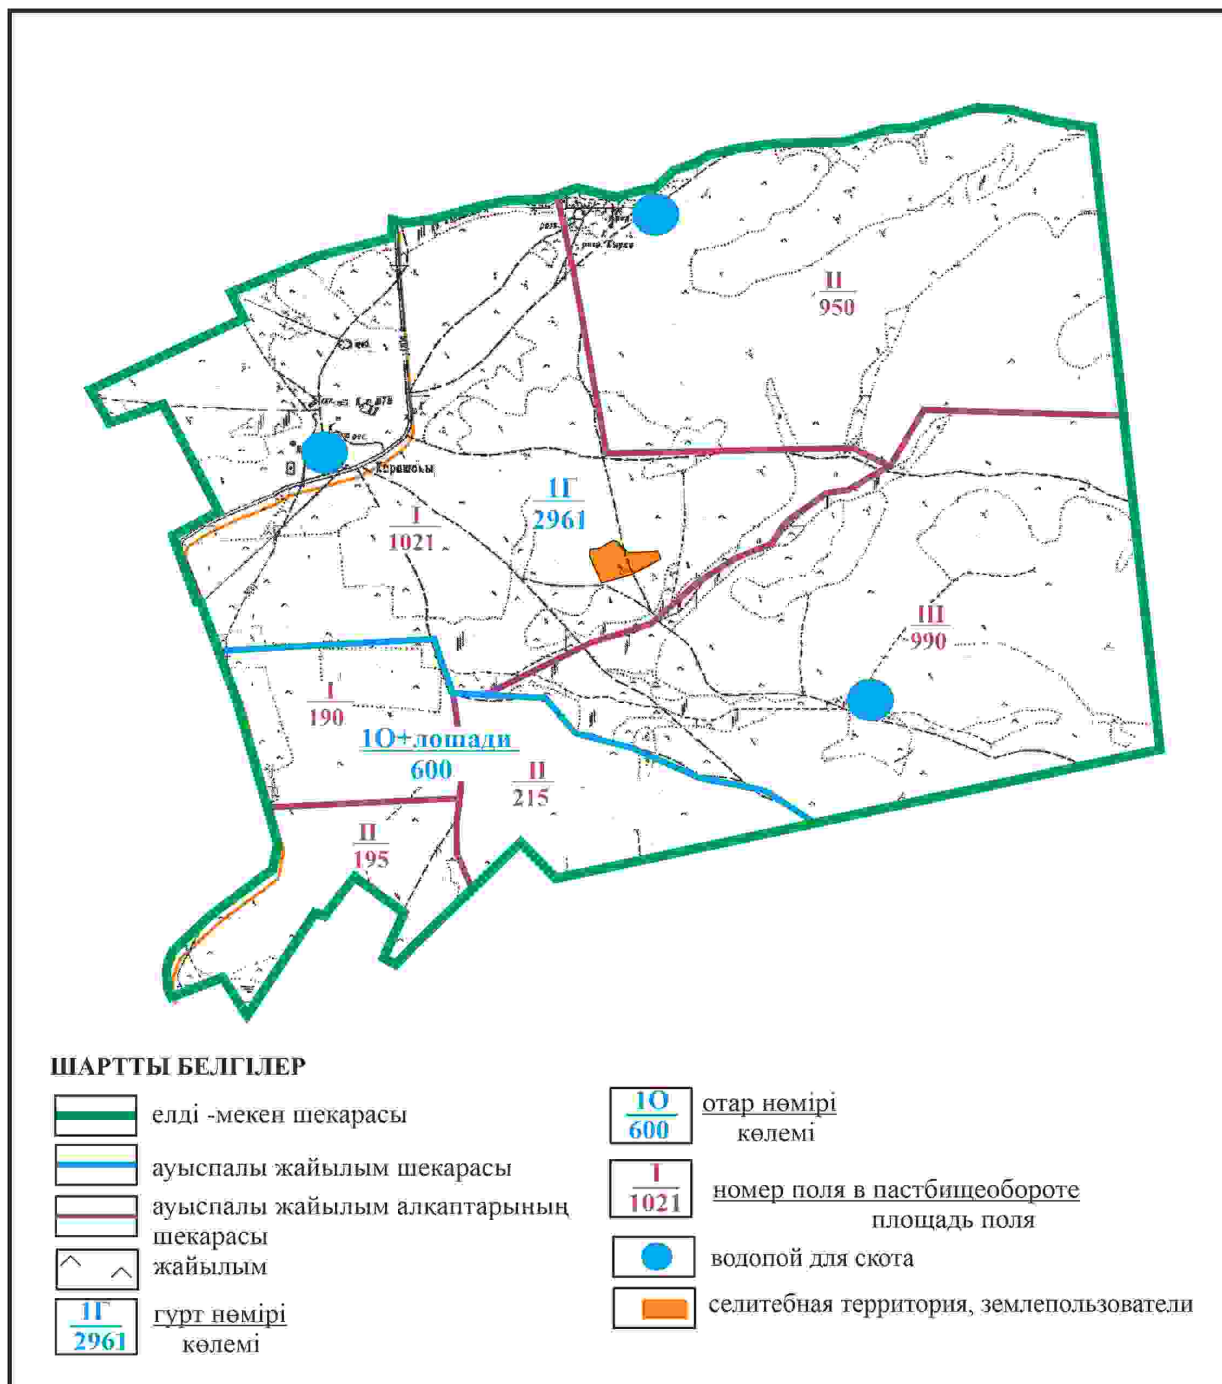 II
950
1Г
2961
I
1021
III
990
I
190
1О+лошади
600
II
215
II
195
Карашокы
ШАРТТЫ БЕЛГІЛЕР
елді -мекен шекарасы
ауыспалы жайылым шекарасы
ауыспалы жайылым алқаптарының
шекарасы
жайылым
1Г
2961
гурт нөмірі
көлемі
1О
600
отар нөмірі
көлемі
I
1021
номер поля в пастбищеобороте
площадь поля
водопой для скота
селитебная территория, землепользователи